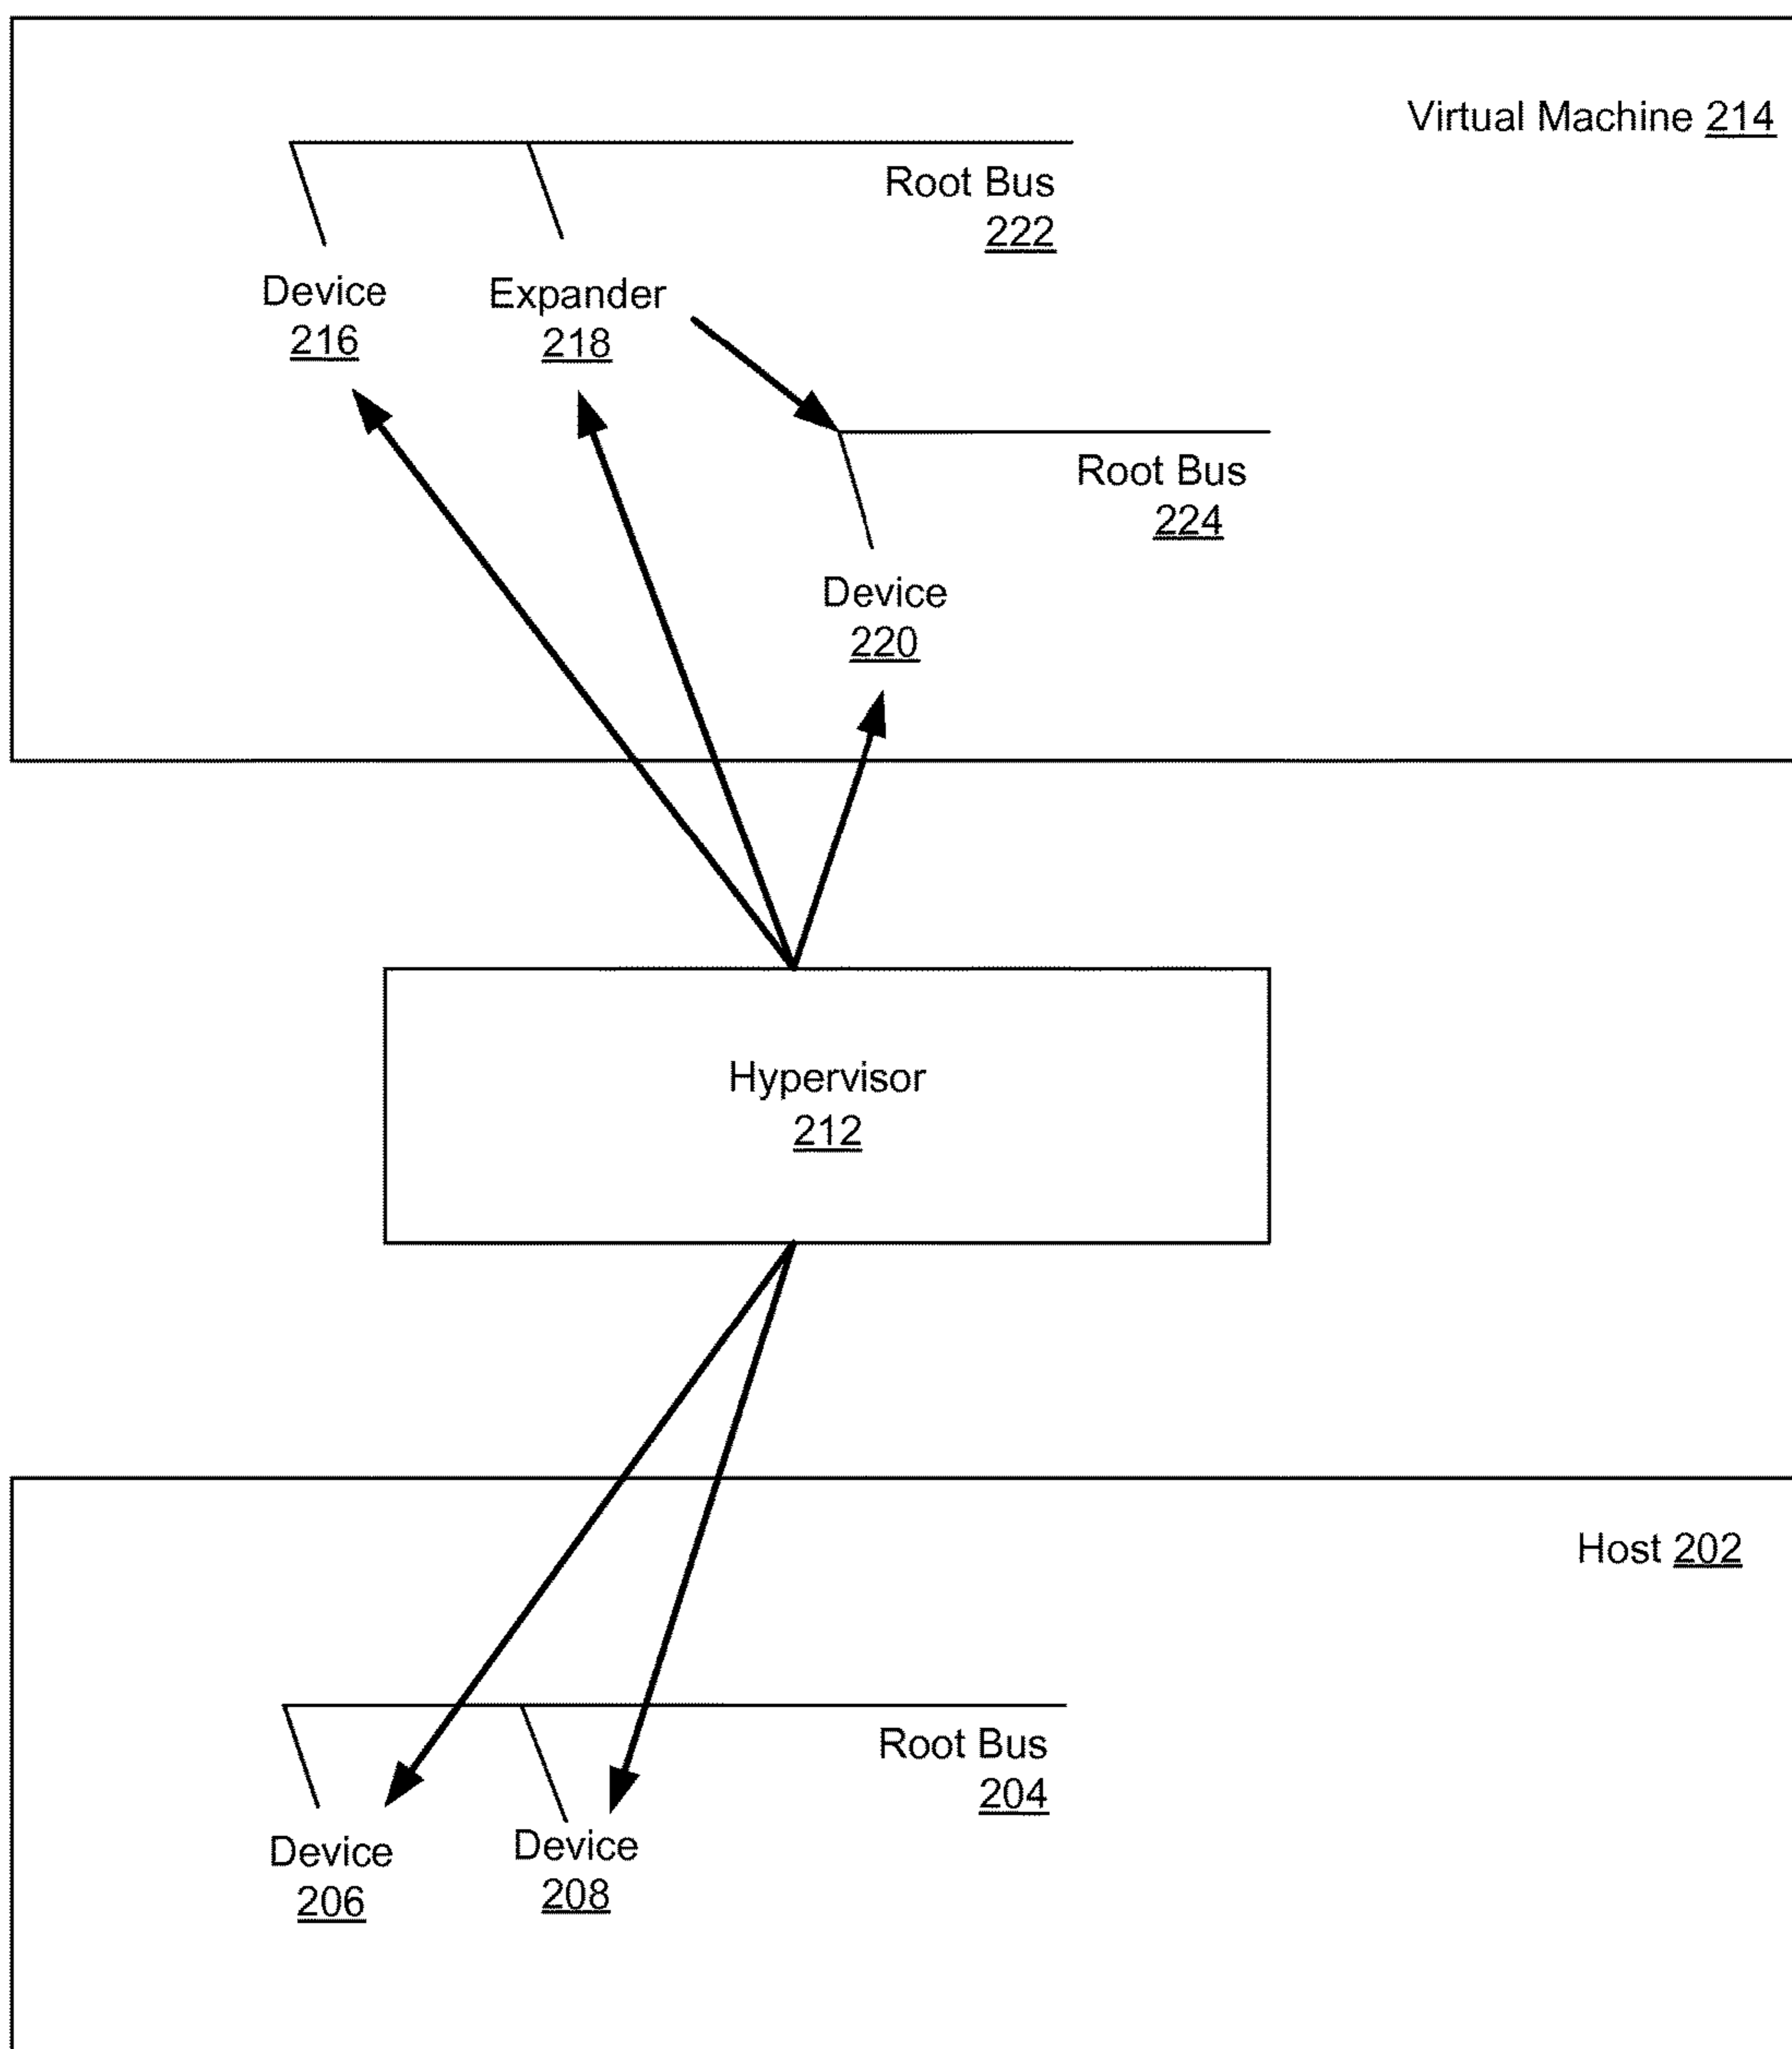 Virtual Machine 214
Root Bus
222
Device
216
Expander
218
Root Bus
224
Device
220
Hypervisor
212
Host 202
Root Bus
204
Device
206
Device
208